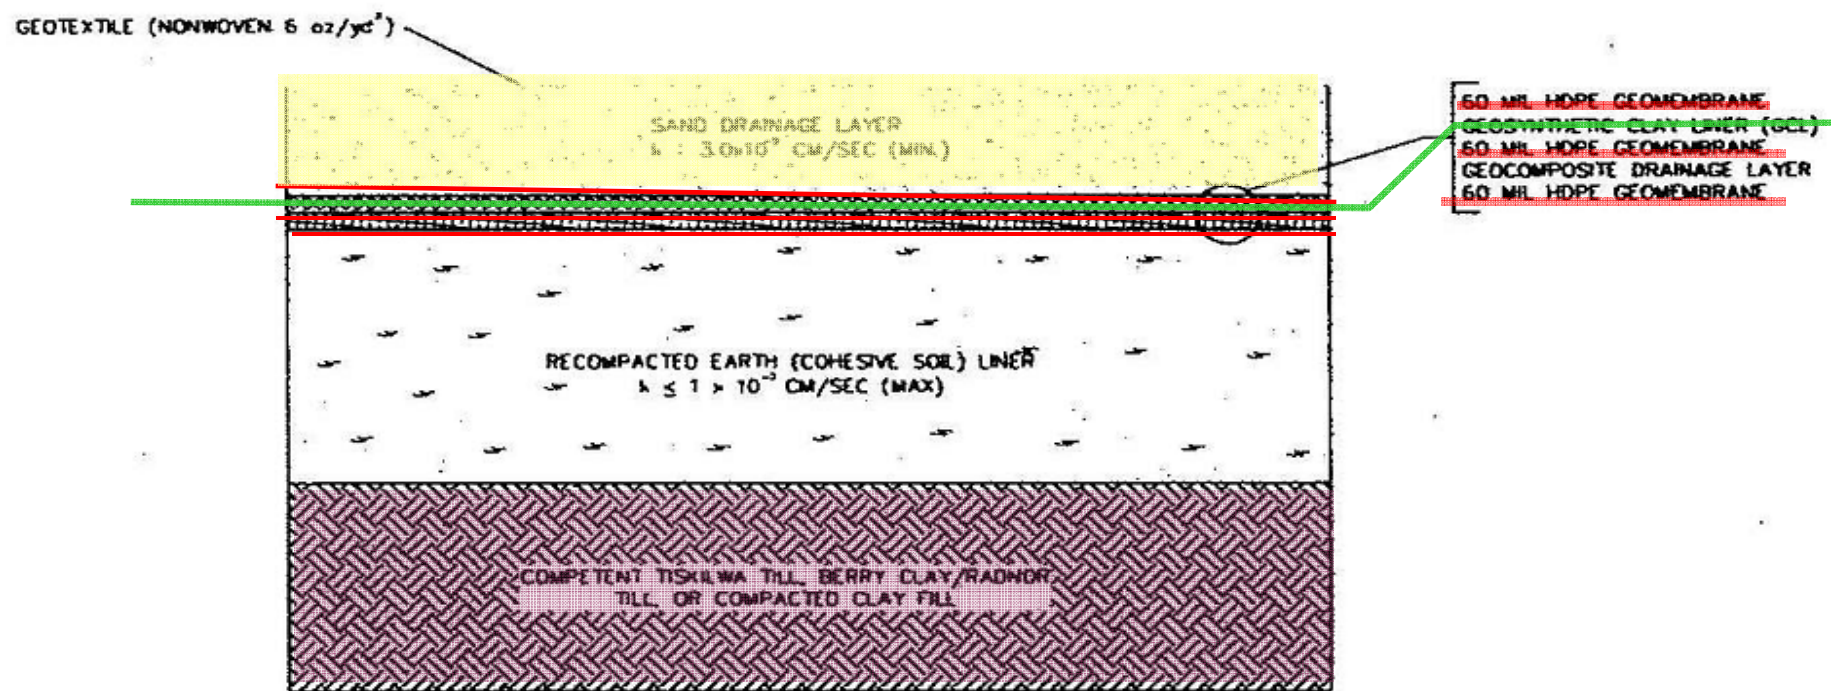 GEOTEXTILE (NONWOVEN 6 oz/yd²)
SAND DRAINAGE LAYER
CM/SEC (MIN.)
60 MIL HDPE GEOMEMBRANE
GEOSYNTHETIC CLAY LINER (GCL)
60 MIL HDPE GEOMEMBRANE
GEOCOMPOSITE DRAINAGE LAYER
60 MIL HDPE GEOMEMBRANE
RECOMPACTED EARTH (COHESIVE SOIL) LINER
k ≤ 1 x CM/SEC (MAX)
COMPETENT TISKILWA TILL, BERRY CLAY/RADNOR
TILL, OR COMPACTED CLAY FILL